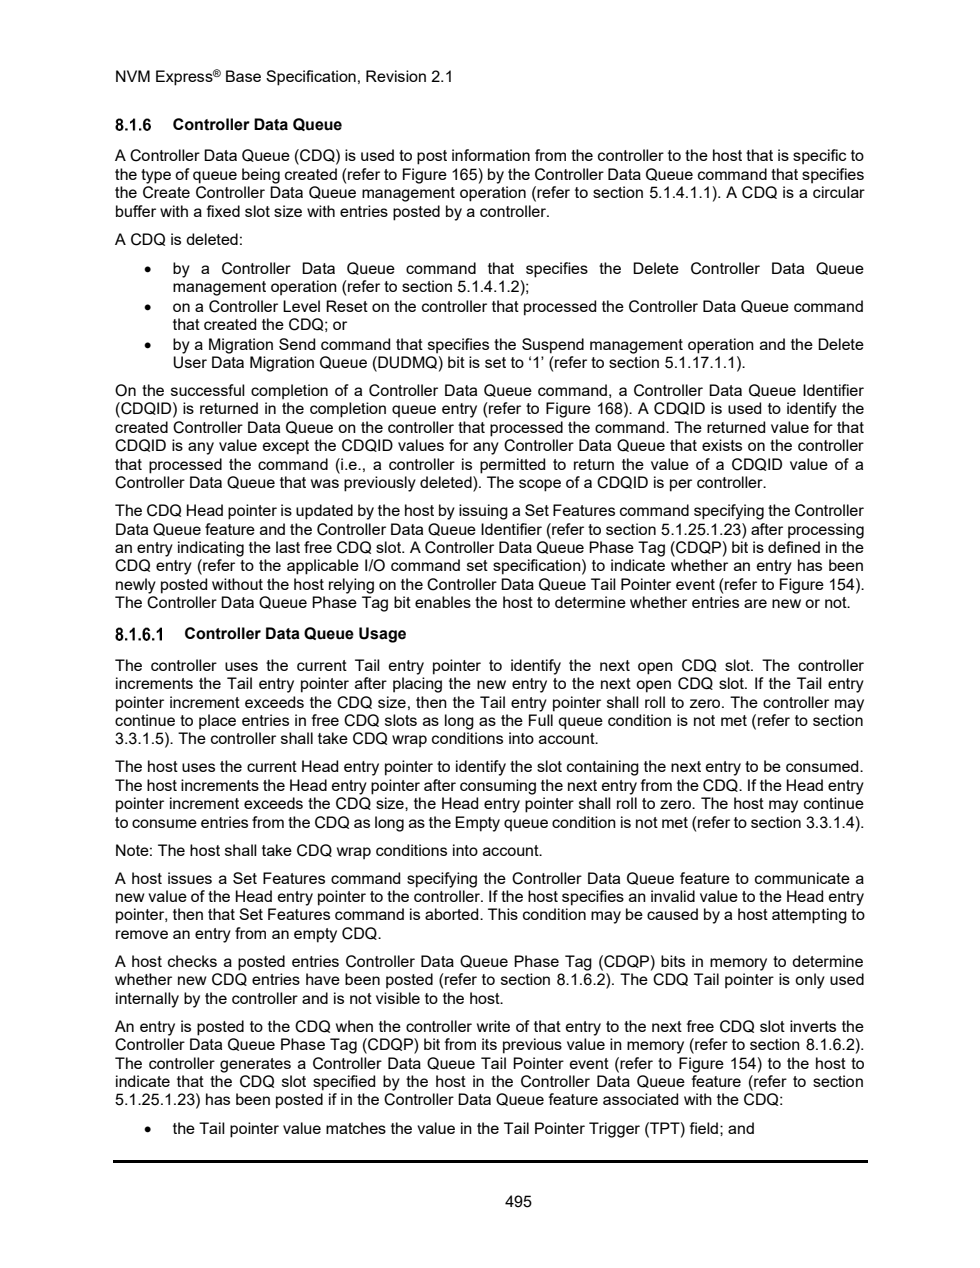 NVM Express® Base Specification, Revision 2.1
8.1.6 Controller Data Queue
A Controller Data Queue (CDQ) is used to post information from the controller to the host that is specific to
the type of queue being created (refer to Figure 165) by the Controller Data Queue command that specifies
the Create Controller Data Queue management operation (refer to section 5.1.4.1.1). A CDQ is a circular
buffer with a fixed slot size with entries posted by a controller.
A CDQ is deleted:
• by a Controller Data Queue command that specifies the Delete Controller Data Queue
management operation (refer to section 5.1.4.1.2);
• on a Controller Level Reset on the controller that processed the Controller Data Queue command
that created the CDQ; or
• by a Migration Send command that specifies the Suspend management operation and the Delete
User Data Migration Queue (DUDMQ) bit is set to ‘1’ (refer to section 5.1.17.1.1).
On the successful completion of a Controller Data Queue command, a Controller Data Queue Identifier
(CDQID) is returned in the completion queue entry (refer to Figure 168). A CDQID is used to identify the
created Controller Data Queue on the controller that processed the command. The returned value for that
CDQID is any value except the CDQID values for any Controller Data Queue that exists on the controller
that processed the command (i.e., a controller is permitted to return the value of a CDQID value of a
Controller Data Queue that was previously deleted). The scope of a CDQID is per controller.
The CDQ Head pointer is updated by the host by issuing a Set Features command specifying the Controller
Data Queue feature and the Controller Data Queue Identifier (refer to section 5.1.25.1.23) after processing
an entry indicating the last free CDQ slot. A Controller Data Queue Phase Tag (CDQP) bit is defined in the
CDQ entry (refer to the applicable I/O command set specification) to indicate whether an entry has been
newly posted without the host relying on the Controller Data Queue Tail Pointer event (refer to Figure 154).
The Controller Data Queue Phase Tag bit enables the host to determine whether entries are new or not.
8.1.6.1 Controller Data Queue Usage
The controller uses the current Tail entry pointer to identify the next open CDQ slot. The controller
increments the Tail entry pointer after placing the new entry to the next open CDQ slot. If the Tail entry
pointer increment exceeds the CDQ size, then the Tail entry pointer shall roll to zero. The controller may
continue to place entries in free CDQ slots as long as the Full queue condition is not met (refer to section
3.3.1.5). The controller shall take CDQ wrap conditions into account.
The host uses the current Head entry pointer to identify the slot containing the next entry to be consumed.
The host increments the Head entry pointer after consuming the next entry from the CDQ. If the Head entry
pointer increment exceeds the CDQ size, the Head entry pointer shall roll to zero. The host may continue
to consume entries from the CDQ as long as the Empty queue condition is not met (refer to section 3.3.1.4).
Note: The host shall take CDQ wrap conditions into account.
A host issues a Set Features command specifying the Controller Data Queue feature to communicate a
new value of the Head entry pointer to the controller. If the host specifies an invalid value to the Head entry
pointer, then that Set Features command is aborted. This condition may be caused by a host attempting to
remove an entry from an empty CDQ.
A host checks a posted entries Controller Data Queue Phase Tag (CDQP) bits in memory to determine
whether new CDQ entries have been posted (refer to section 8.1.6.2). The CDQ Tail pointer is only used
internally by the controller and is not visible to the host.
An entry is posted to the CDQ when the controller write of that entry to the next free CDQ slot inverts the
Controller Data Queue Phase Tag (CDQP) bit from its previous value in memory (refer to section 8.1.6.2).
The controller generates a Controller Data Queue Tail Pointer event (refer to Figure 154) to the host to
indicate that the CDQ slot specified by the host in the Controller Data Queue feature (refer to section
5.1.25.1.23) has been posted if in the Controller Data Queue feature associated with the CDQ:
• the Tail pointer value matches the value in the Tail Pointer Trigger (TPT) field; and
495